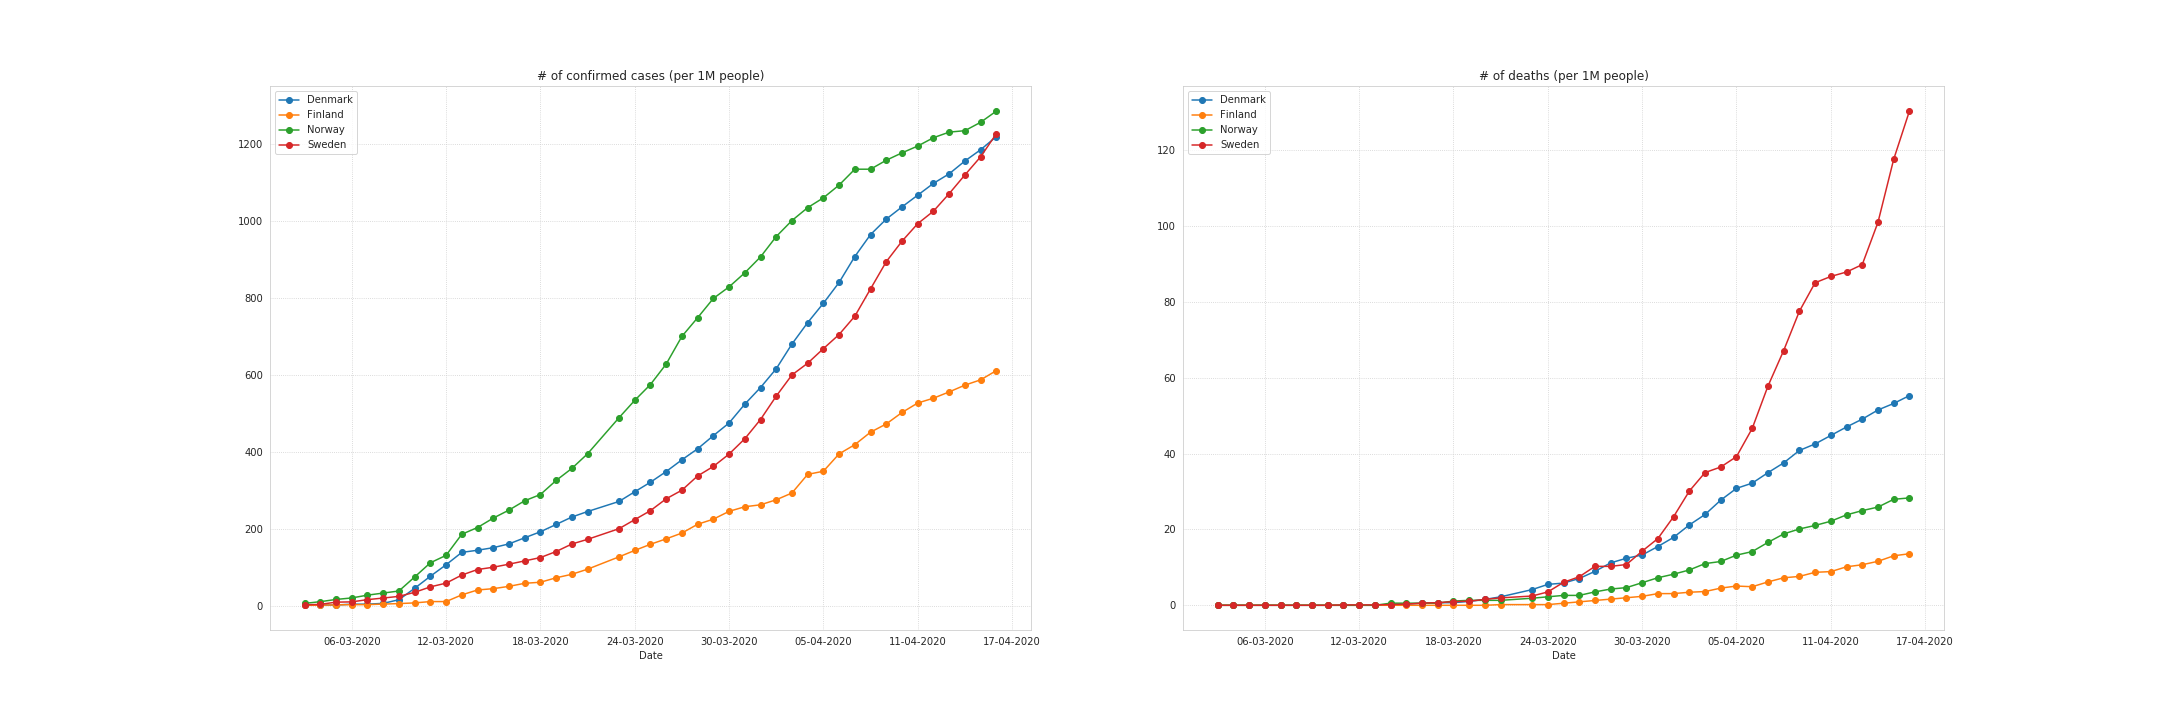 # of confirmed cases (per 1M people)
Denmark
Finland
Norway
Sweden
1200
1000
800
600
400
200
0
06-03-2020 12-03-2020 18-03-2020 24-03-2020 30-03-2020 05-04-2020 11-04-2020 17-04-2020
Date
# of deaths (per 1M people)
Denmark
Finland
Norway
Sweden
120
100
80
60
40
20
0
06-03-2020 12-03-2020 18-03-2020 24-03-2020 30-03-2020 05-04-2020 11-04-2020 17-04-2020
Date